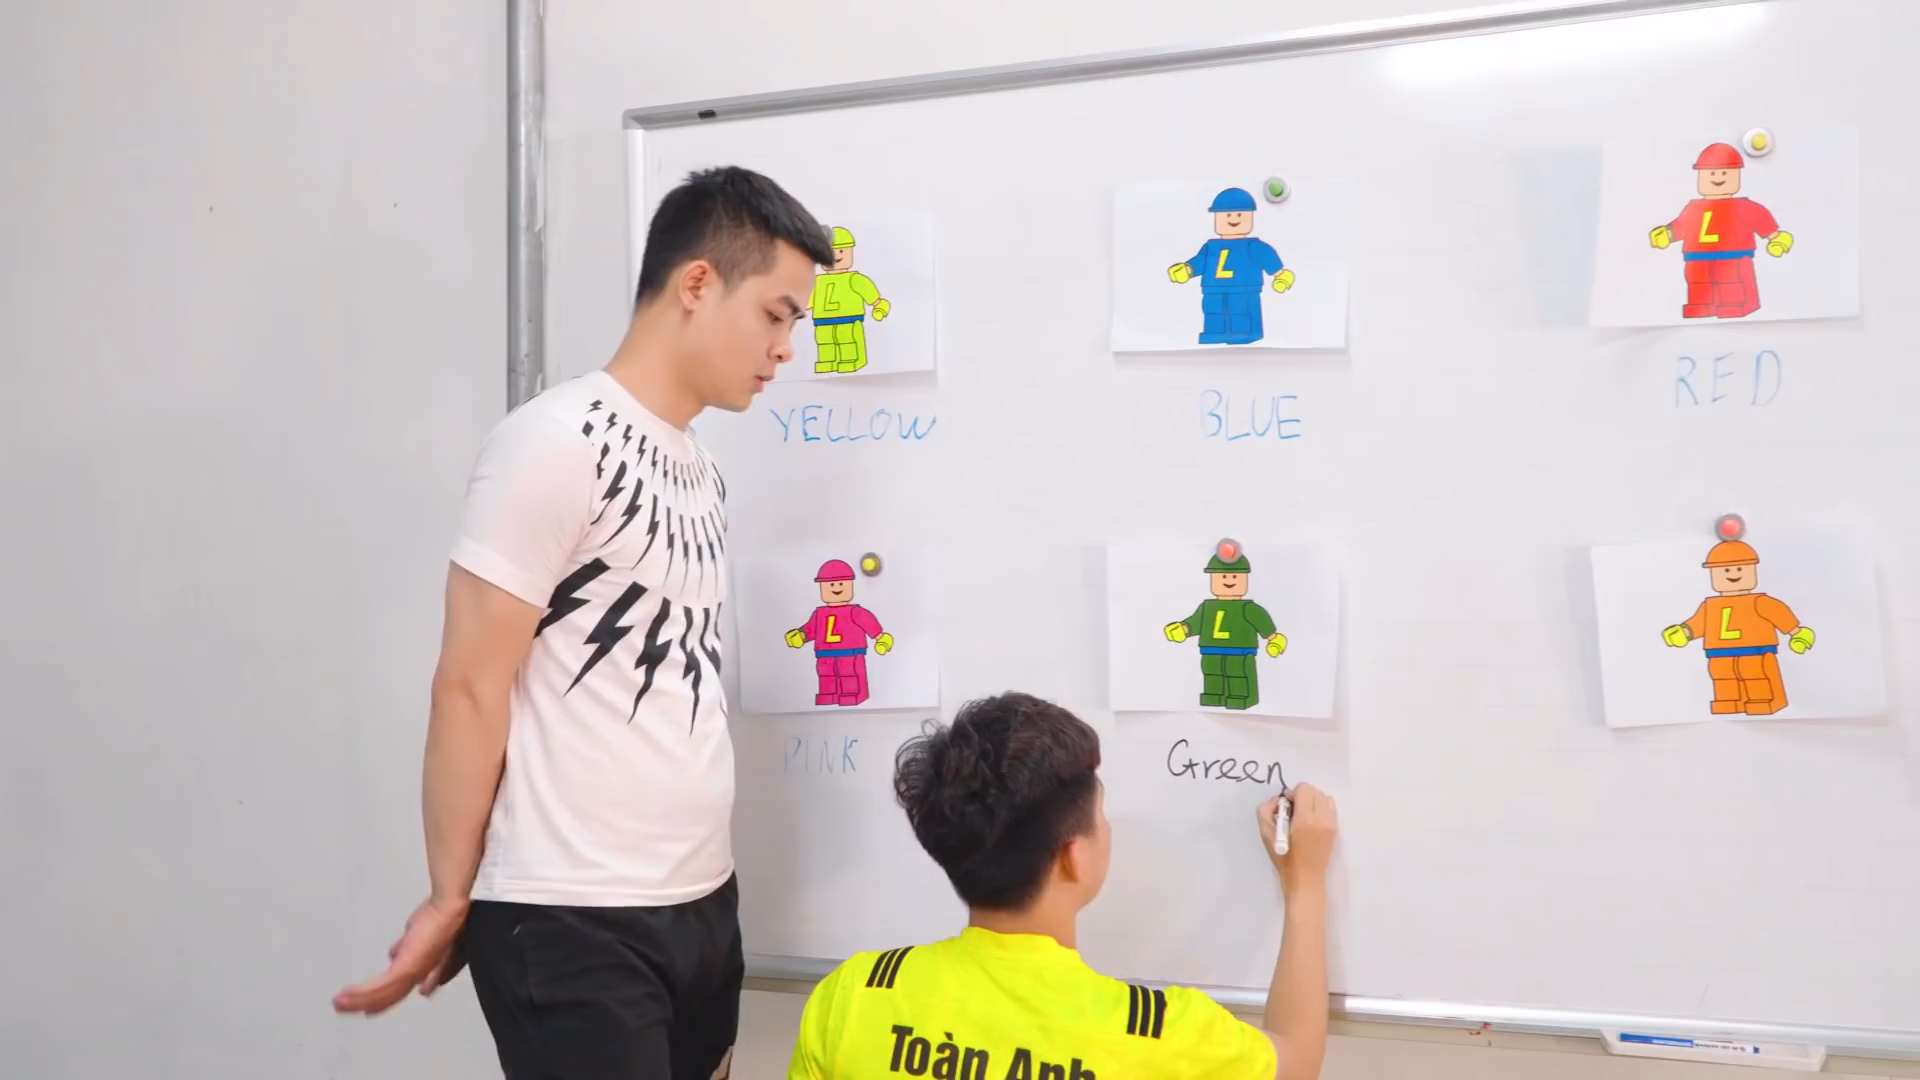 L
L
L
YELLOW
BLUE
RED
L
L
L
PINK
Green
Toàn Anh